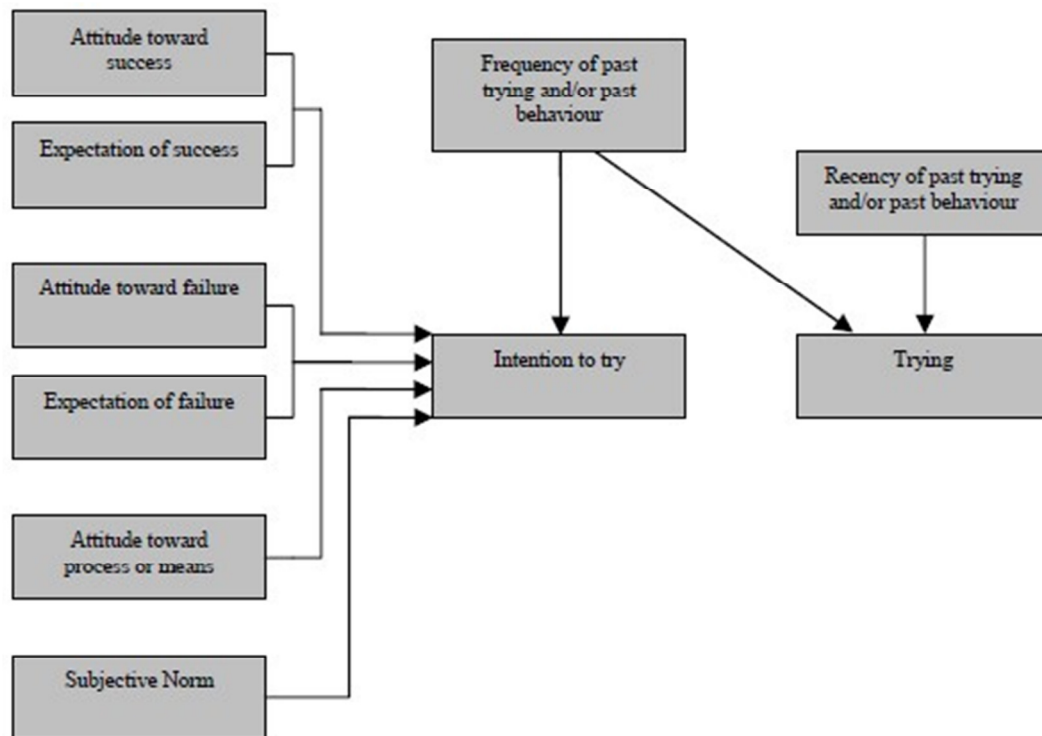 Attitude toward
success
Expectation of success
Attitude toward failure
Expectation of failure
Attitude toward
process or means
Subjective Norm
Frequency of past
trying and/or past
behaviour
Intention to try
Recency of past trying
and/or past behaviour
Trying